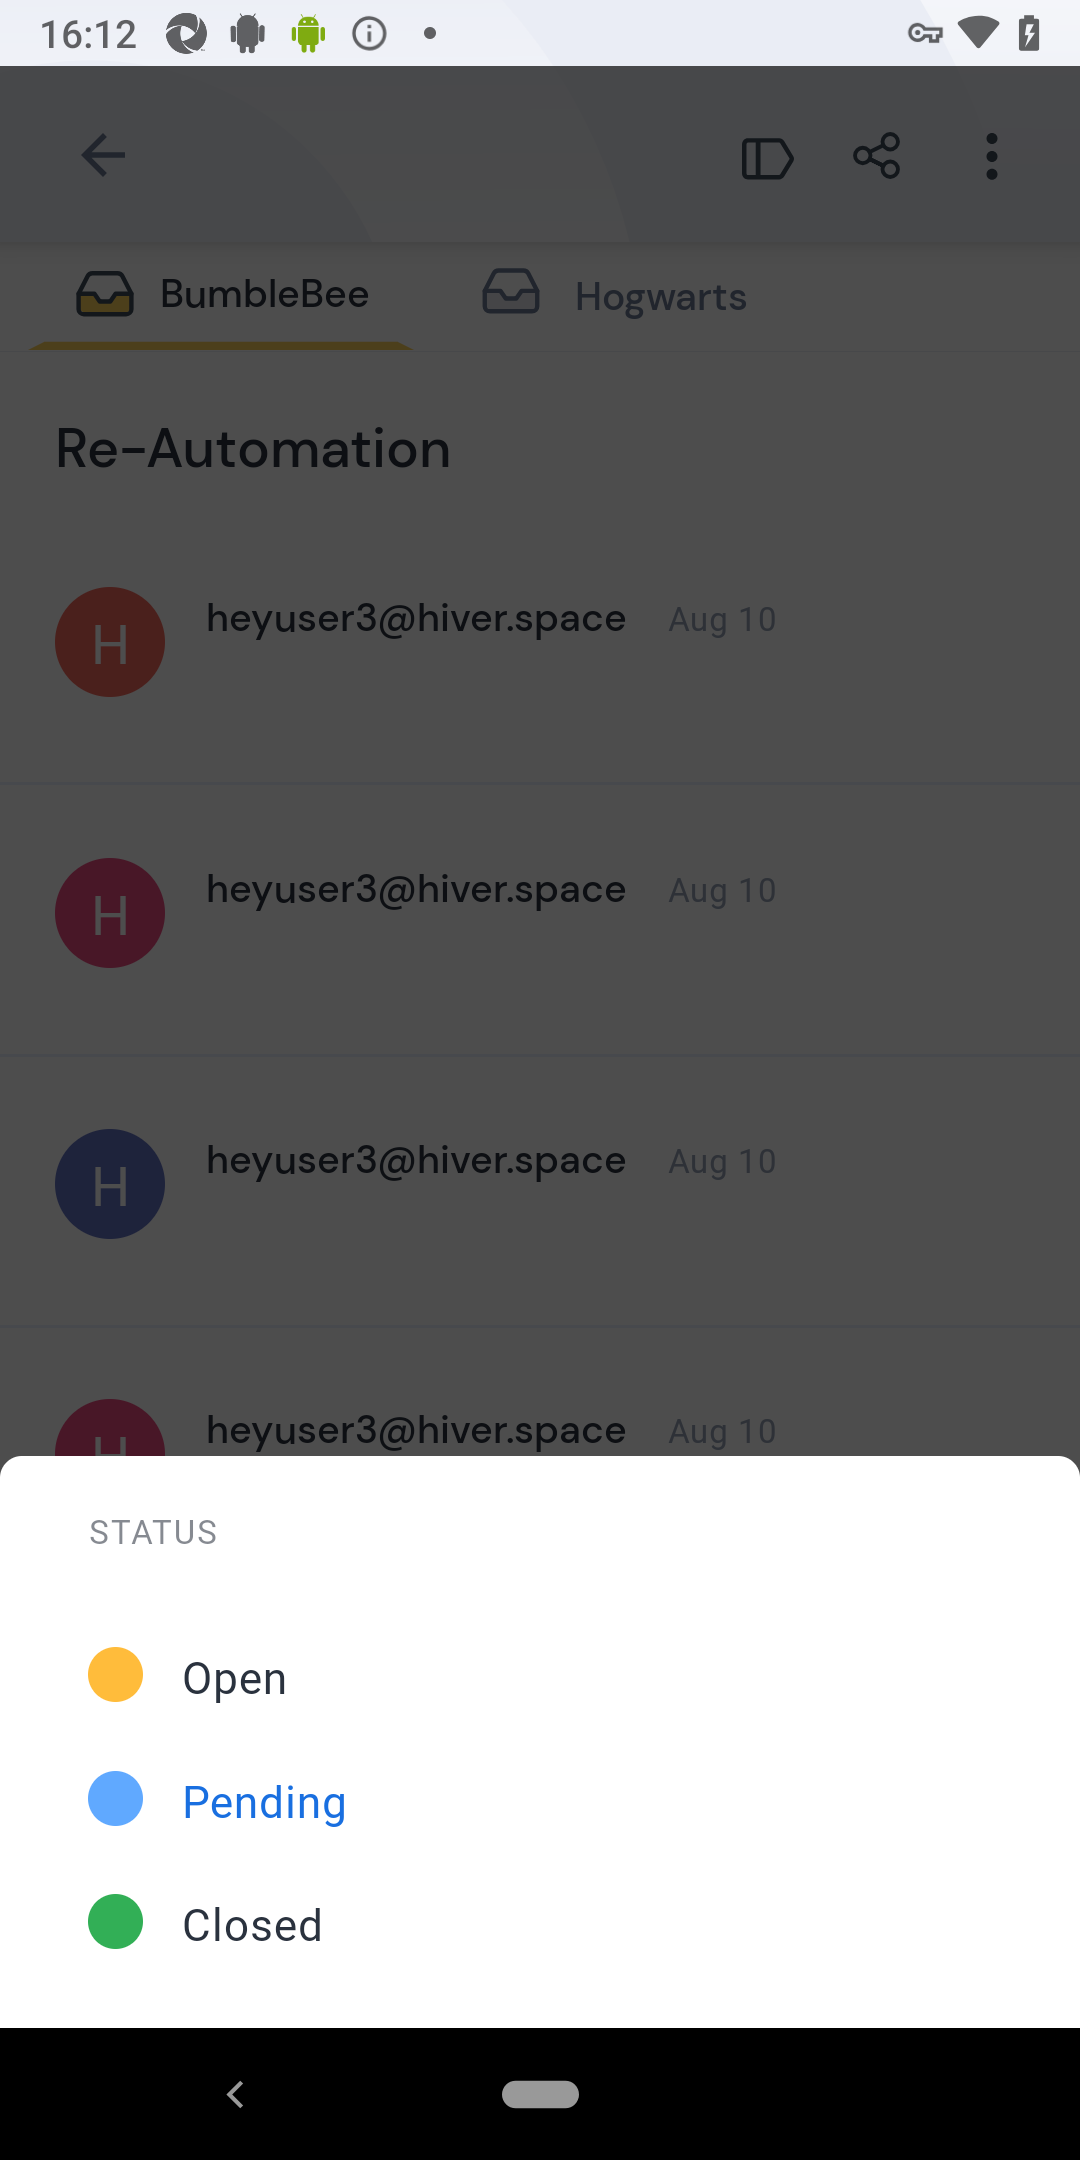 16:12
BumbleBee
Hogwarts
Re-Automation
H
heyuser3@hiver.space Aug 10
H
heyuser3@hiver.space Aug 10
H
heyuser3@hiver.space Aug 10
H
heyuser3@hiver.space Aug 10
STATUS
Open
Pending
Closed